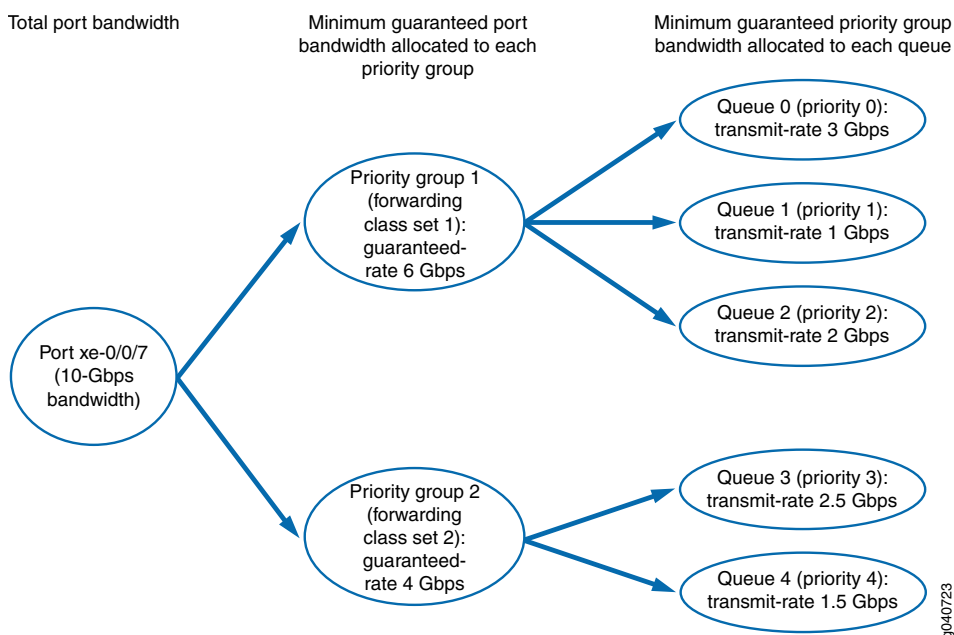 Total port bandwidth
Minimum guaranteed port
bandwidth allocated to each
priority group
Minimum guaranteed priority group
bandwidth allocated to each queue
Port xe-0/0/7
(10-Gbps
bandwidth)
Priority group 1
(forwarding
class set 1):
guaranteed-
rate 6 Gbps
Queue 0 (priority 0):
transmit-rate 3 Gbps
Queue 1 (priority 1):
transmit-rate 1 Gbps
Queue 2 (priority 2):
transmit-rate 2 Gbps
Priority group 2
(forwarding
class set 2):
guaranteed-
rate 4 Gbps
Queue 3 (priority 3):
transmit-rate 2.5 Gbps
Queue 4 (priority 4):
transmit-rate 1.5 Gbps
g040723